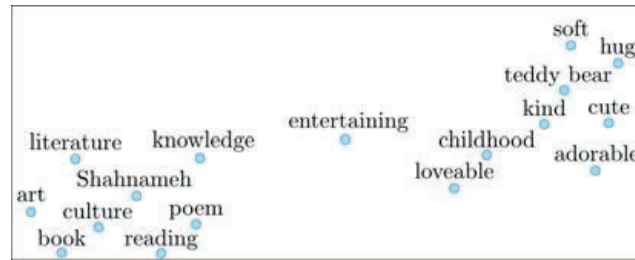 soft
hug
teddy bear
kind
cute
entertaining
literature
knowledge
childhood
adorable
loveable
Shahnameh
art
culture
poem
book
reading